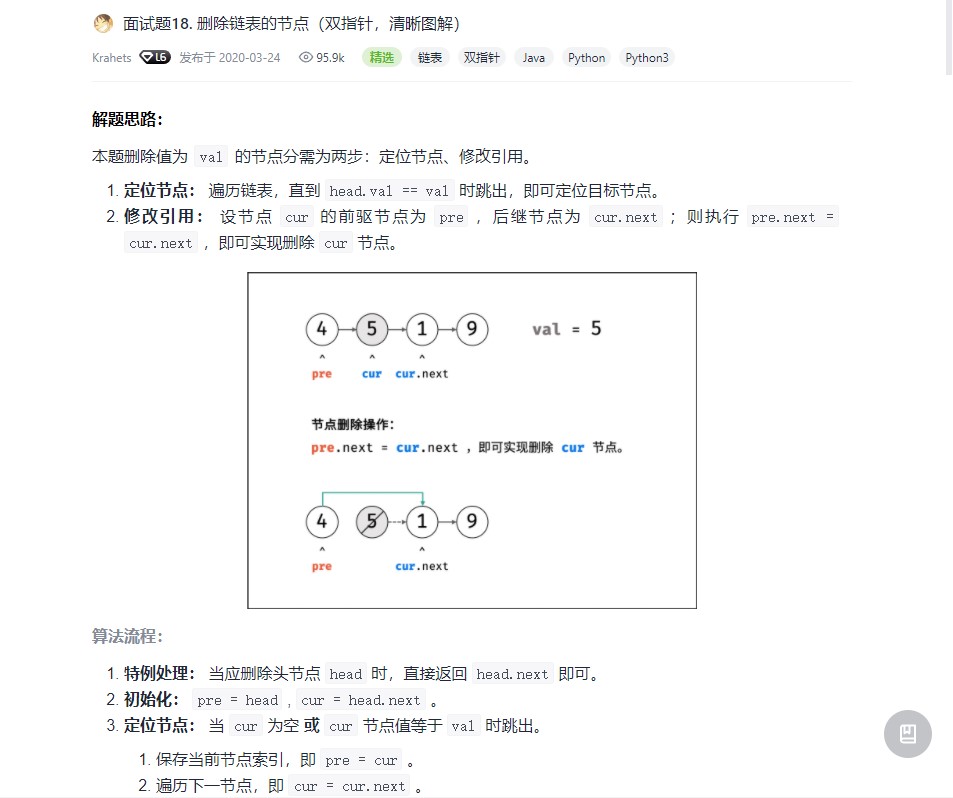 面试题18. 删除链表的节点（双指针，清晰图解）
Krahets L6 发布于 2020-03-24 95.9k 精选 链表 双指针 Java Python Python3
解题思路：
本题删除值为 val 的节点分需为两步：定位节点、修改引用。
1. 定位节点： 遍历链表，直到 head.val == val 时跳出，即可定位目标节点。
2. 修改引用： 设节点 cur 的前驱节点为 pre ，后继节点为 cur.next ；则执行 pre.next =
cur.next ，即可实现删除 cur 节点。
4 5 1 9 val = 5
^ ^ ^
pre cur cur.next
节点删除操作：
pre.next = cur.next ，即可实现删除 cur 节点。
4 5 1 9
^ ^
pre cur.next
算法流程：
1. 特例处理： 当应删除头节点 head 时，直接返回 head.next 即可。
2. 初始化： pre = head , cur = head.next 。
3. 定位节点： 当 cur 为空 或 cur 节点值等于 val 时跳出。
1. 保存当前节点索引，即 pre = cur 。
2. 遍历下一节点，即 cur = cur.next 。